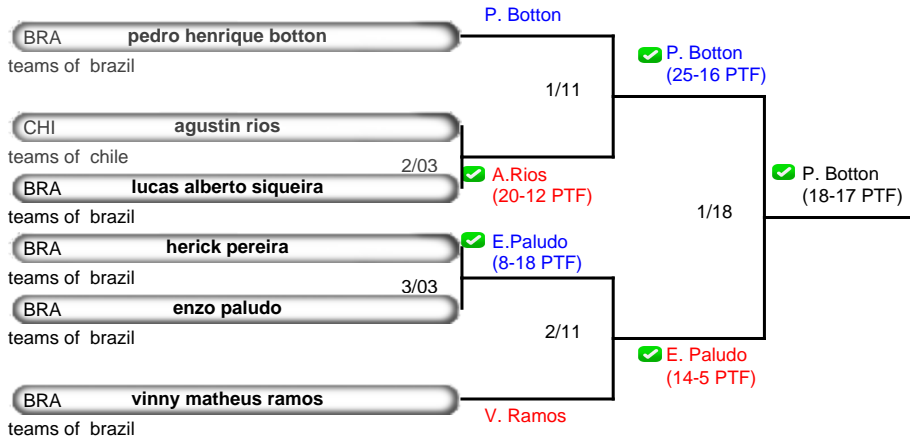 P. Botton
BRA pedro henrique botton
teams of brazil
P. Botton
(25-16 PTF)
1/11
CHI agustin rios
teams of chile
2/03
A.Rios
(20-12 PTF)
BRA lucas alberto siqueira
teams of brazil
P. Botton
(18-17 PTF)
1/18
BRA herick pereira
teams of brazil
E.Paludo
(8-18 PTF)
3/03
BRA enzo paludo
teams of brazil
2/11
E. Paludo
(14-5 PTF)
BRA vinny matheus ramos
teams of brazil
V. Ramos